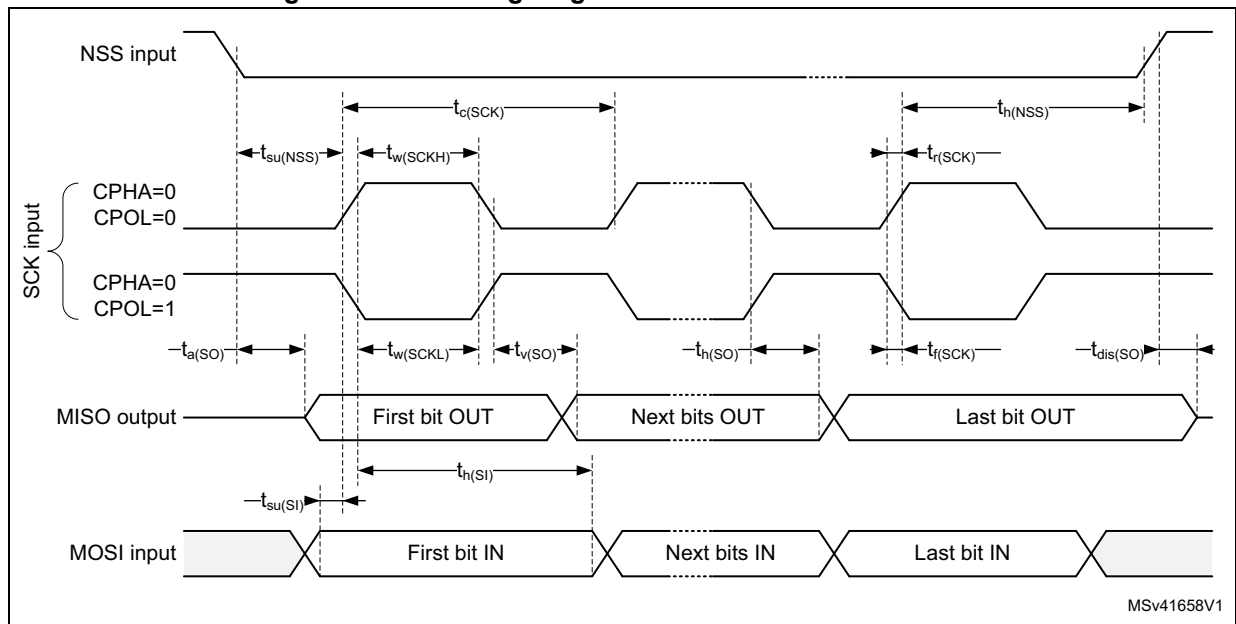 NSS input
tc(SCK)
th(NSS)
tsu(NSS)
tw(SCKH)
tr(SCK)
SCK input
CPHA=0
CPOL=0
CPHA=0
CPOL=1
ta(SO)
tw(SCKL)
tv(SO)
th(SO)
tf(SCK)
tdis(SO)
MISO output
First bit OUT
Next bits OUT
Last bit OUT
th(SI)
tsu(SI)
MOSI input
First bit IN
Next bits IN
Last bit IN
MSv41658V1